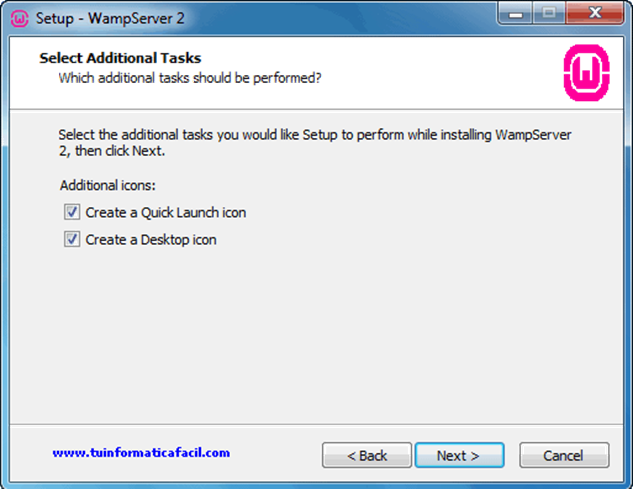 Setup - WampServer 2
Select Additional Tasks
Which additional tasks should be performed?
W
Select the additional tasks you would like Setup to perform while installing WampServer
2, then click Next.
Additional icons:
Create a Quick Launch icon
Create a Desktop icon
www.tuinformaticafacil.com
< Back
Next >
Cancel